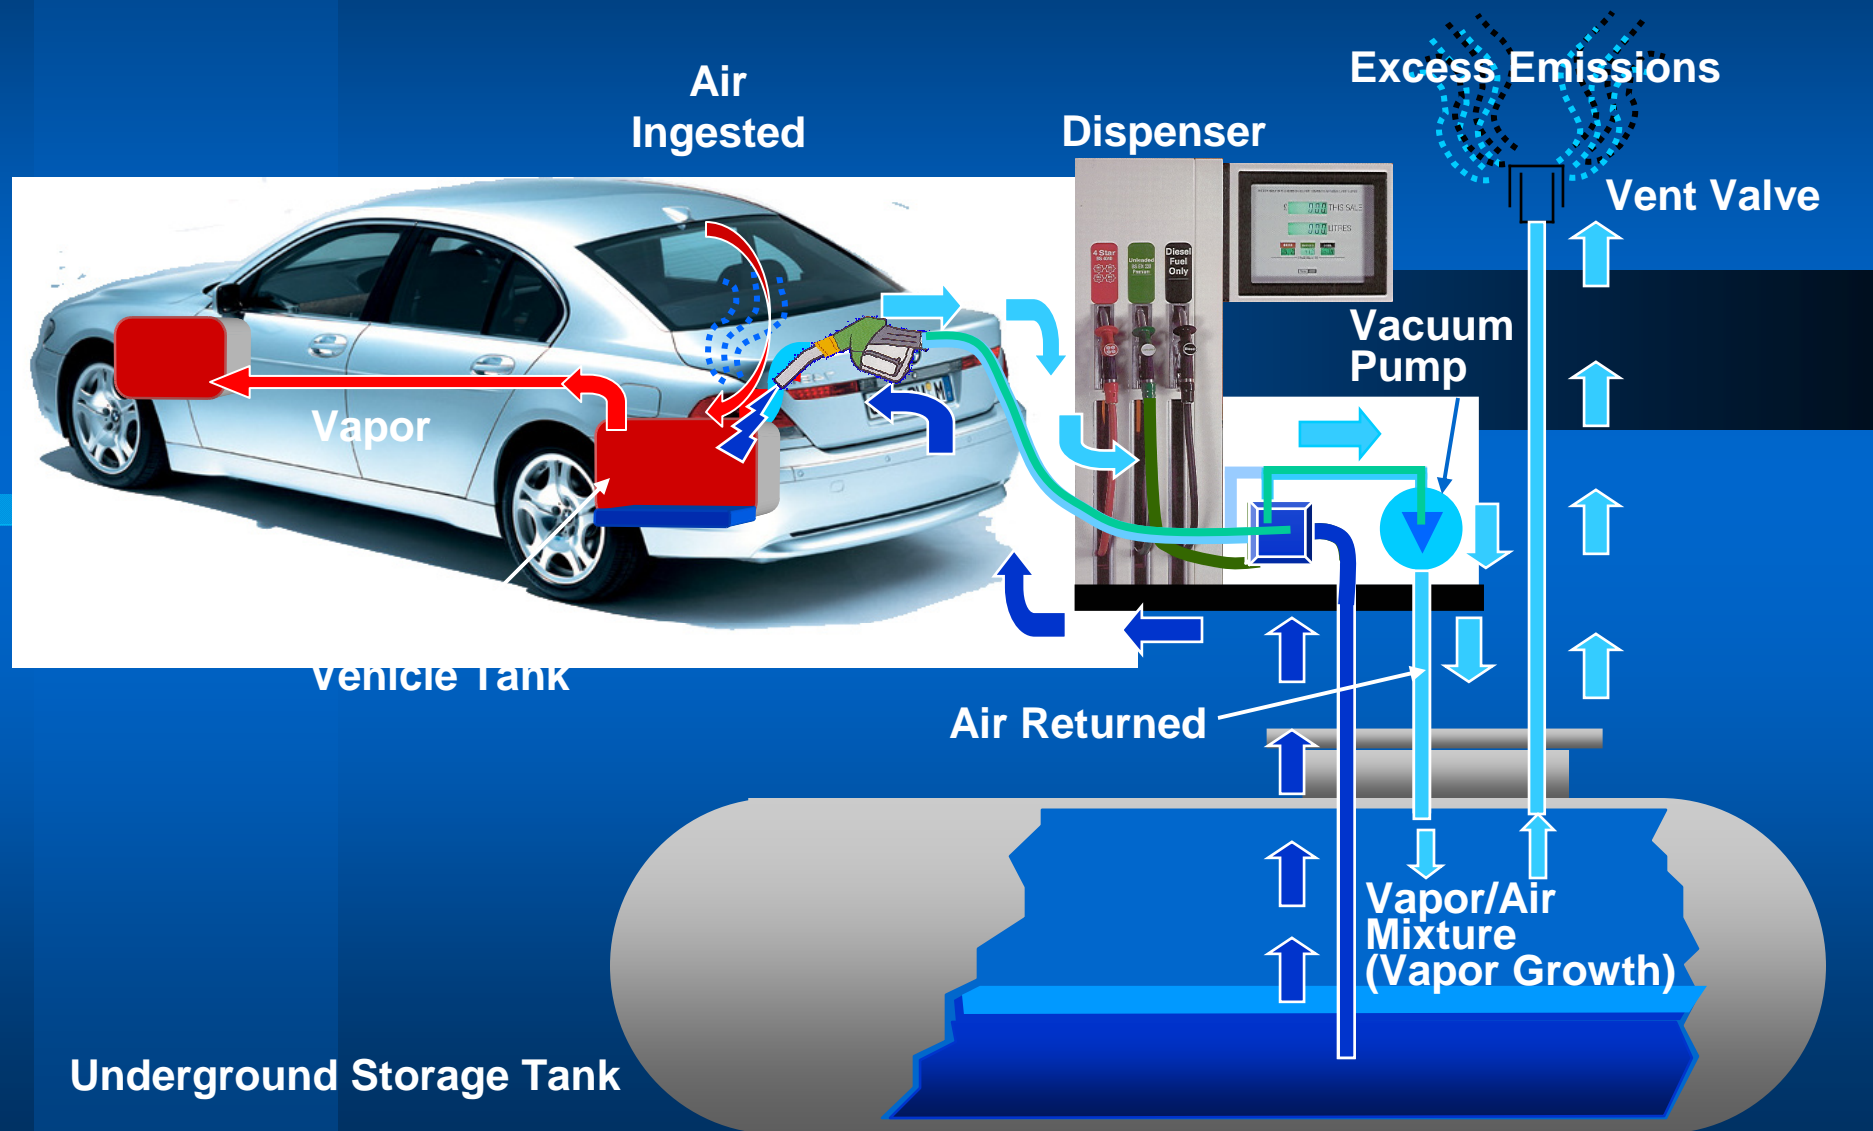 Excess Emissions
Air
Ingested
Dispenser
Vent Valve
THIS SALE
LITRES
4 Star
Unleaded
Diesel
Fuel
Only
Vacuum
Pump
Vapor
Vehicle Tank
Air Returned
Vapor/Air
Mixture
(Vapor Growth)
Underground Storage Tank